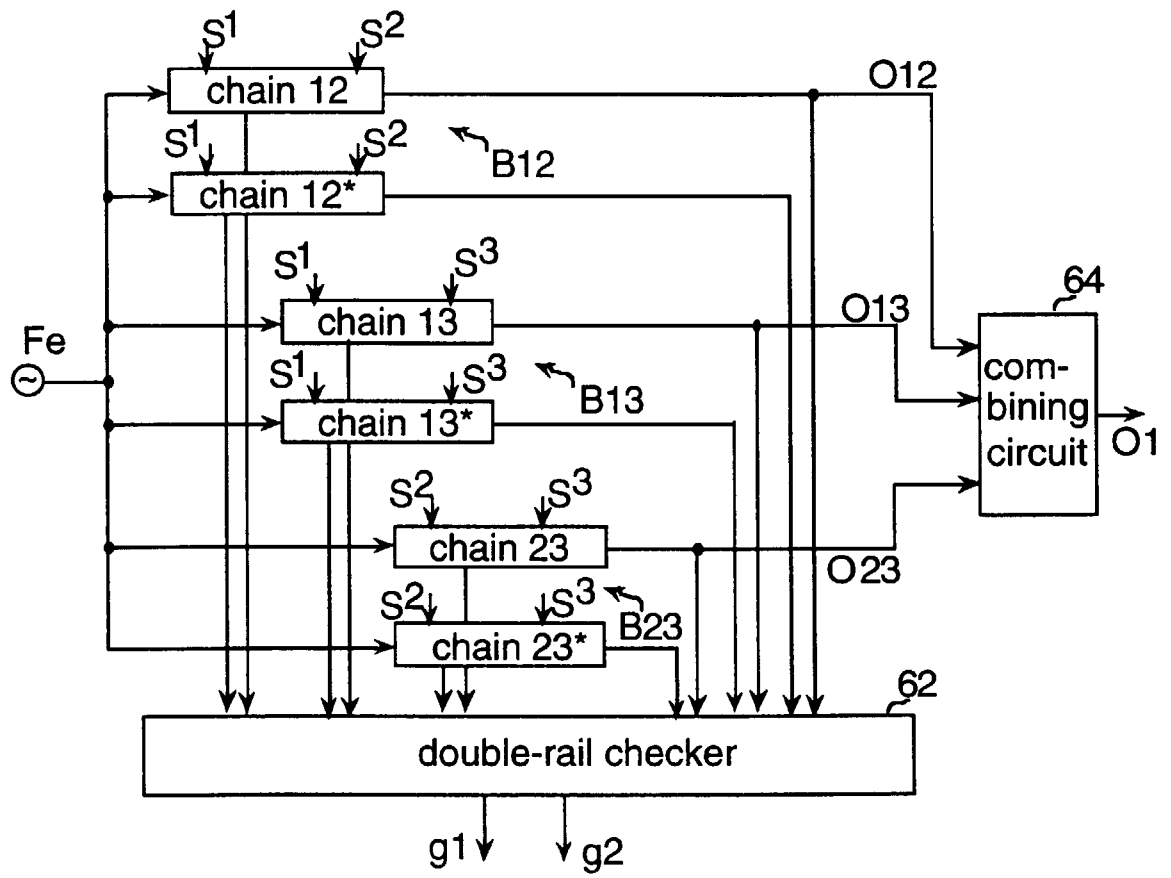 S1 S2
chain 12
O12
S1 S2
B12
chain 12*
S1 S3
64
chain 13
O13
Fe
S1 S3
B13
chain 13*
com-
bining
circuit
O1
S2 S3
chain 23
O23
S2 S3
B23
chain 23*
62
double-rail checker
g1 g2